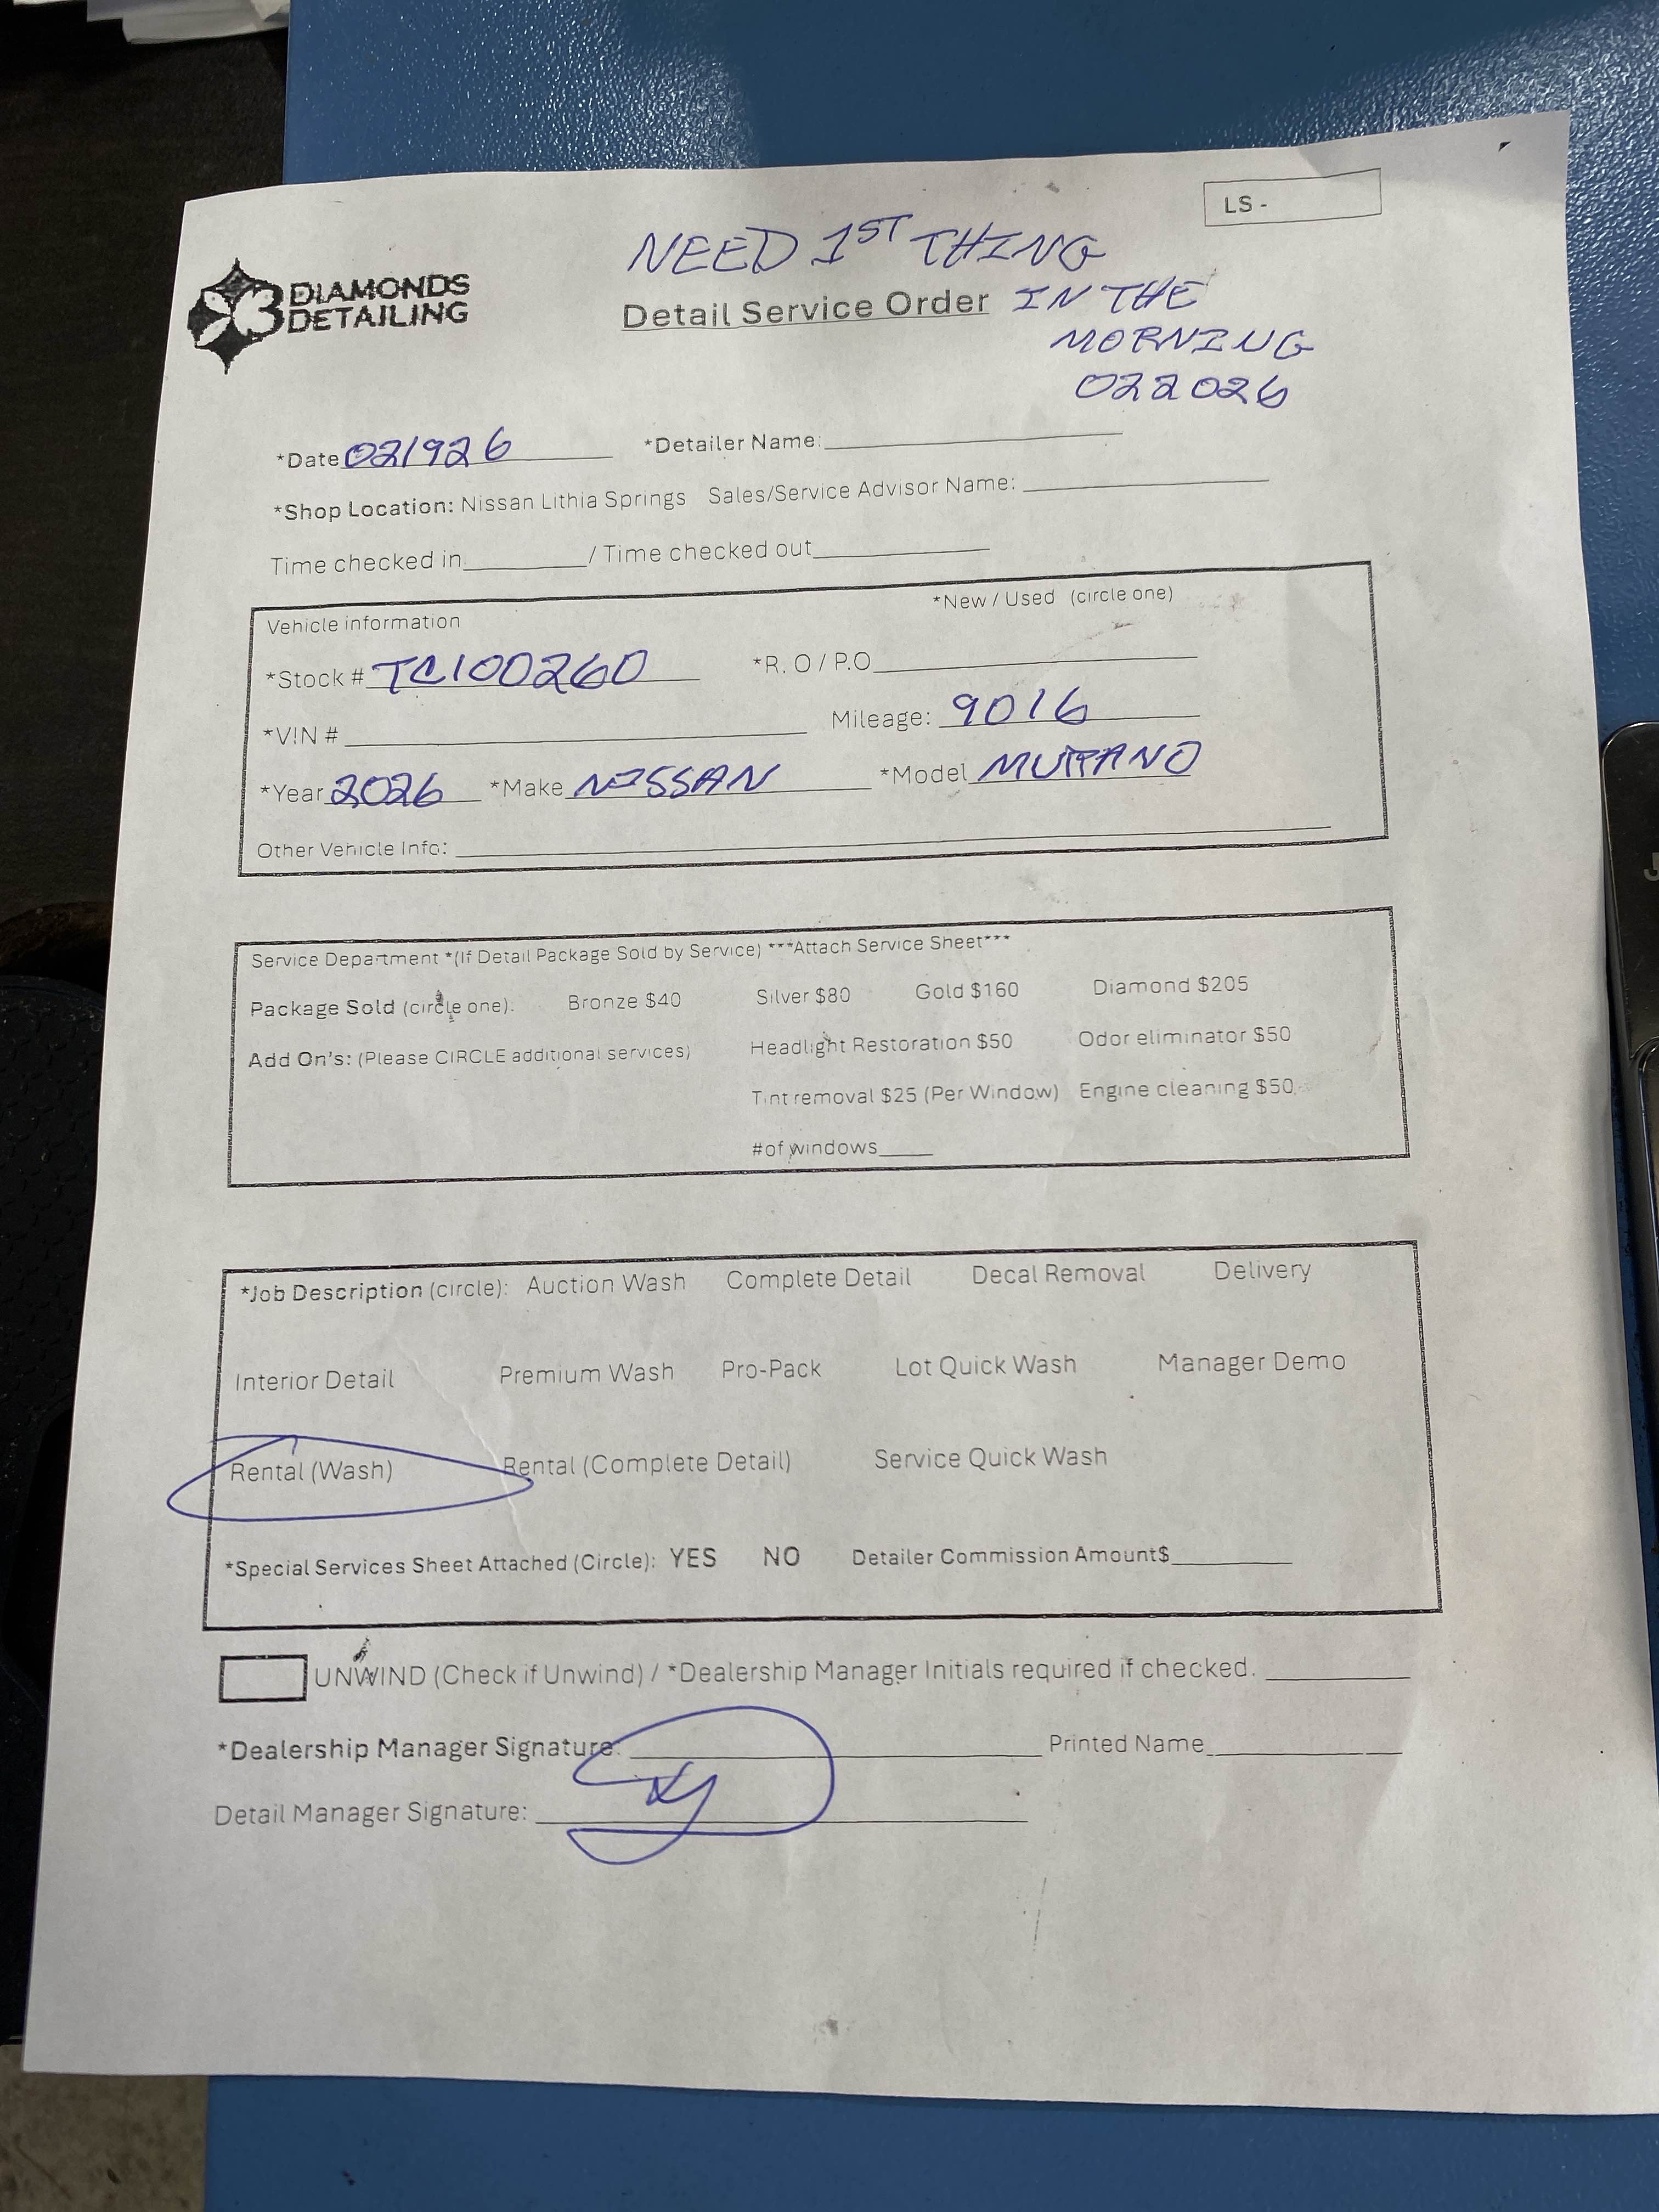 LS -
NEED 1ST THING
IN THE
MORNING
022026
3 DIAMONDS
DETAILING
Detail Service Order
*Date 021926 *Detailer Name:
*Shop Location: Nissan Lithia Springs Sales/Service Advisor Name:
Time checked in / Time checked out
Vehicle information *New / Used (circle one)
*Stock # TC100260 *R.O / P.O
*VIN # Mileage: 9016
*Year 2026 *Make NISSAN *Model MURRANO
Other Vehicle Info:
Service Department *(If Detail Package Sold by Service) ***Attach Service Sheet***
Package Sold (circle one). Bronze $40 Silver $80 Gold $160 Diamond $205
Add On's: (Please CIRCLE additional services) Headlight Restoration $50 Odor eliminator $50
Tint removal $25 (Per Window) Engine cleaning $50
#of windows
*Job Description (circle): Auction Wash Complete Detail Decal Removal Delivery
Interior Detail Premium Wash Pro-Pack Lot Quick Wash Manager Demo
Rental (Wash) Rental (Complete Detail) Service Quick Wash
*Special Services Sheet Attached (Circle): YES NO Detailer Commission Amount$
UNWIND (Check if Unwind) / *Dealership Manager Initials required if checked.
*Dealership Manager Signature: Printed Name
Detail Manager Signature: